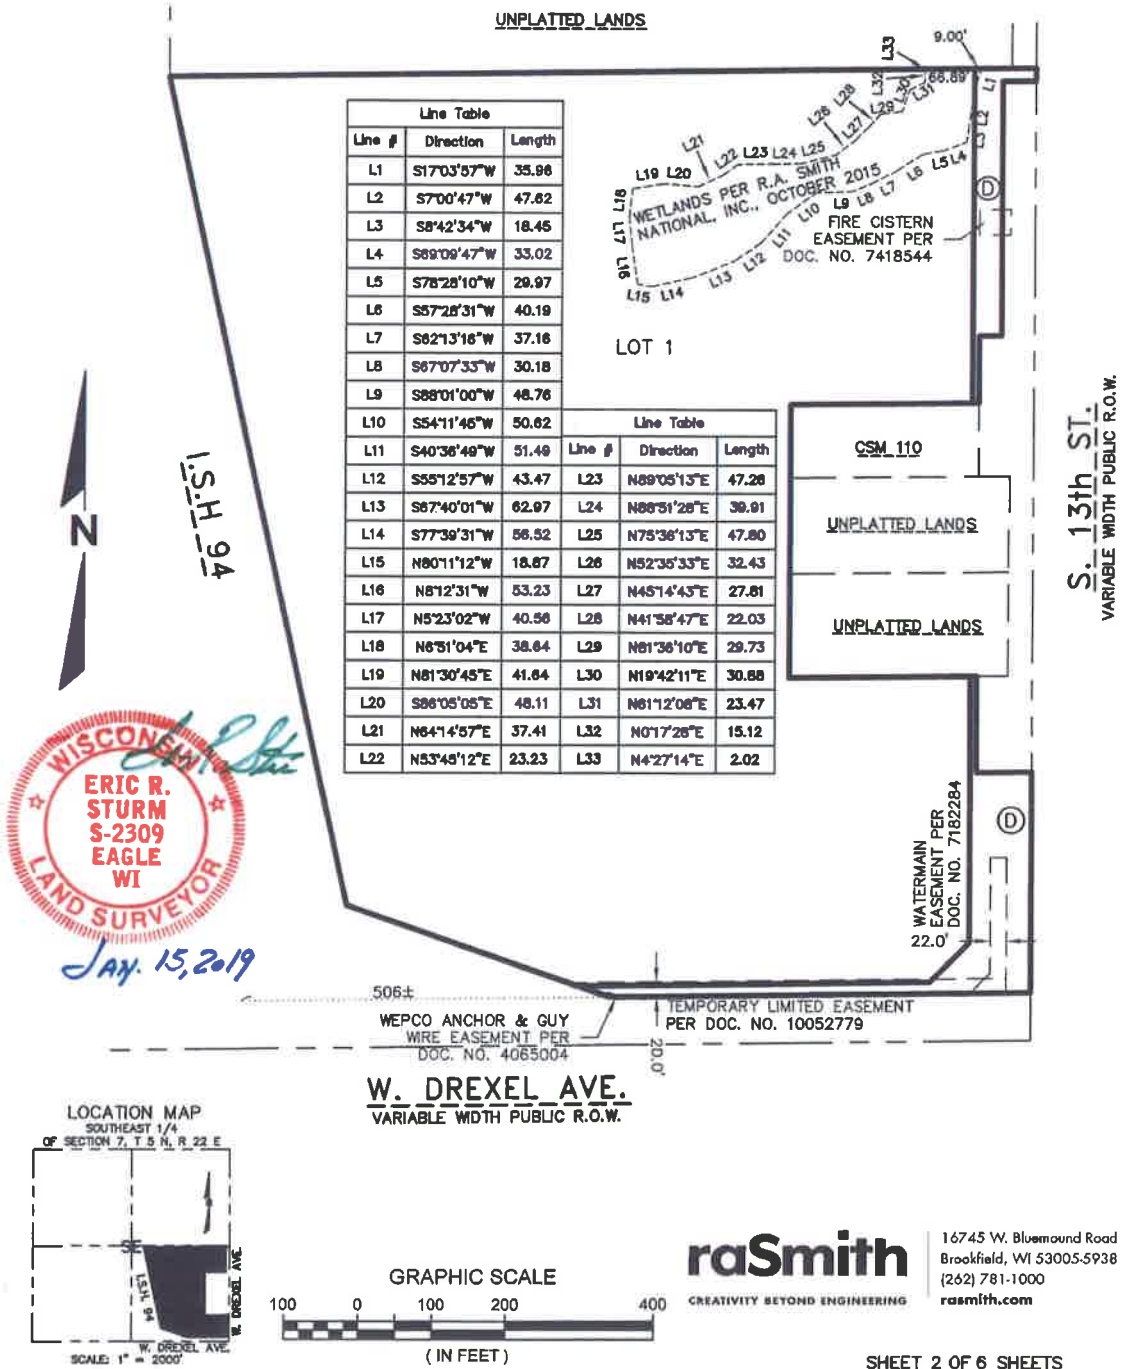 UNPLATTED LANDS
9.00'
L33
L32
66.89'
L30
L31
L1
L2
L3
L28
L26
L29
L27
L21
L22
L23
L24
L25
L19
L20
L18
L17
L16
L15
L14
L13
L12
L11
L10
L9
L8
L7
L6
L5
L4
WETLANDS PER R.A. SMITH
NATIONAL, INC., OCTOBER 2015
D
FIRE CISTERN
EASEMENT PER
DOC. NO. 7418544
LOT 1
Line Table
Line # Direction Length
L1 S17°03'57"W 35.96
L2 S7°00'47"W 47.62
L3 S8°42'34"W 18.45
L4 S69°09'47"W 33.02
L5 S78°28'10"W 29.97
L6 S57°28'31"W 40.19
L7 S62°13'16"W 37.16
L8 S67°07'33"W 30.18
L9 S88°01'00"W 48.76
L10 S54°11'46"W 50.62
L11 S40°36'49"W 51.49
L12 S55°12'57"W 43.47
L13 S67°40'01"W 62.97
L14 S77°39'31"W 56.52
L15 N80°11'12"W 18.87
L16 N8°12'31"W 53.23
L17 N5°23'02"W 40.56
L18 N6°51'04"E 38.64
L19 N81°30'45"E 41.64
L20 S86°05'05"E 48.11
L21 N64°14'57"E 37.41
L22 N53°48'12"E 23.23
Line Table
Line # Direction Length
L23 N89°05'13"E 47.26
L24 N86°51'28"E 39.91
L25 N75°36'13"E 47.80
L26 N52°35'33"E 32.43
L27 N45°14'43"E 27.81
L28 N41°58'47"E 22.03
L29 N81°36'10"E 29.73
L30 N19°42'11"E 30.68
L31 N61°12'08"E 23.47
L32 N0°17'28"E 15.12
L33 N4°27'14"E 2.02
CSM 110
UNPLATTED LANDS
UNPLATTED LANDS
S. 13th ST.
VARIABLE WIDTH PUBLIC R.O.W.
I.S.H 94
N
WISCONSIN
ERIC R.
STURM
S-2309
EAGLE
WI
LAND SURVEYOR
JAN. 15, 2019
D
WATERMAIN
EASEMENT PER
DOC. NO. 7182284
22.0'
506±
WEPCO ANCHOR & GUY
WIRE EASEMENT PER
DOC. NO. 4065004
TEMPORARY LIMITED EASEMENT
PER DOC. NO. 10052779
20.0'
W. DREXEL AVE.
VARIABLE WIDTH PUBLIC R.O.W.
LOCATION MAP
SOUTHEAST 1/4
OF SECTION 7, T 5 N, R 22 E
I.S.H. 94
W. DREXEL AVE.
W. DREXEL AVE.
SCALE: 1" = 2000'
GRAPHIC SCALE
100 0 100 200 400
( IN FEET )
raSmith
CREATIVITY BEYOND ENGINEERING
16745 W. Bluemound Road
Brookfield, WI 53005-5938
(262) 781-1000
rasmith.com
SHEET 2 OF 6 SHEETS